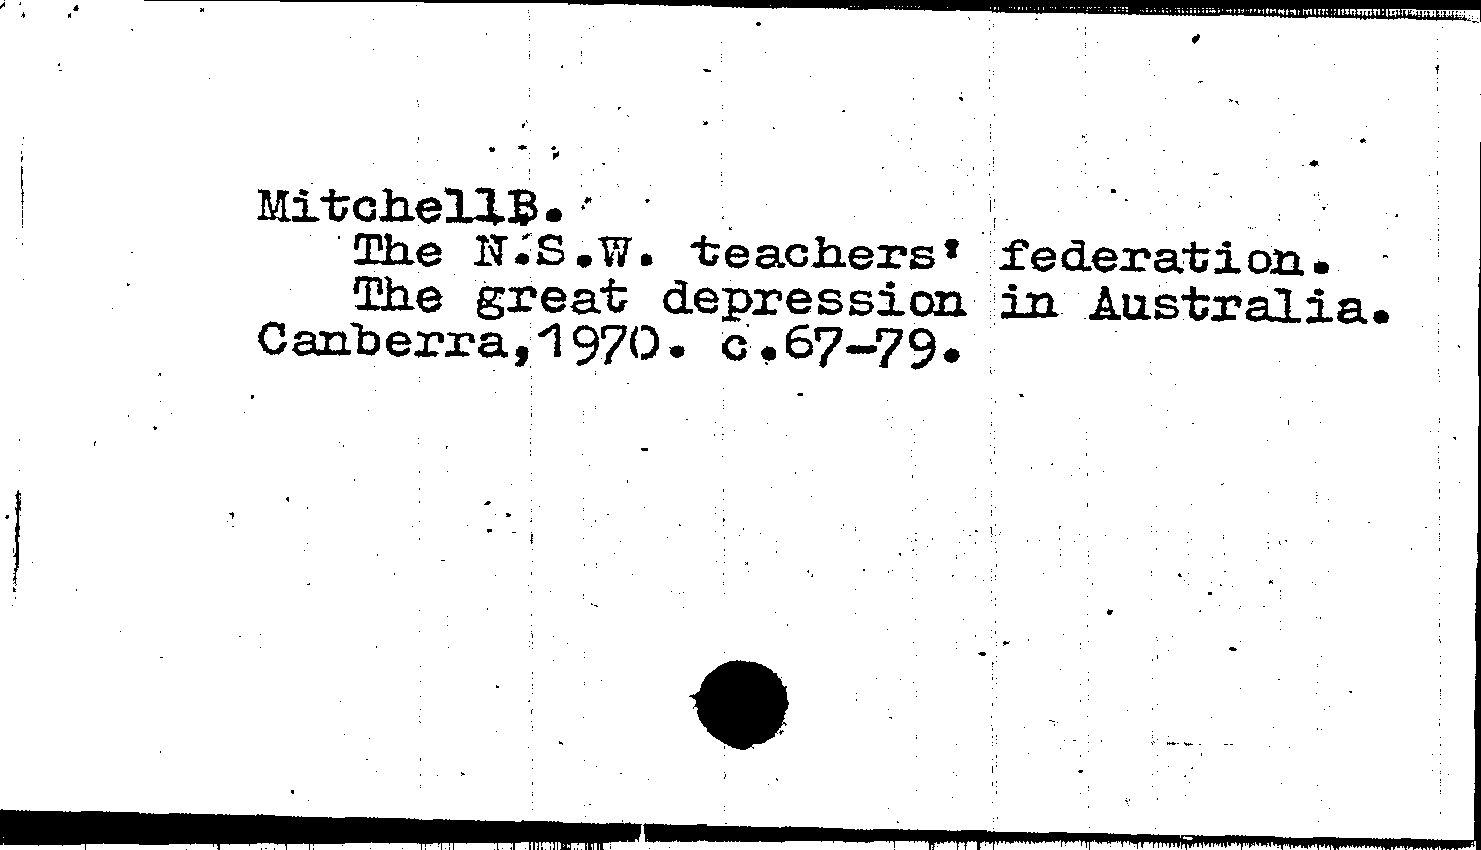 MitchellB.
The N.S.W. teachers' federation.
The great depression in Australia.
Canberra,1970. c.67-79.